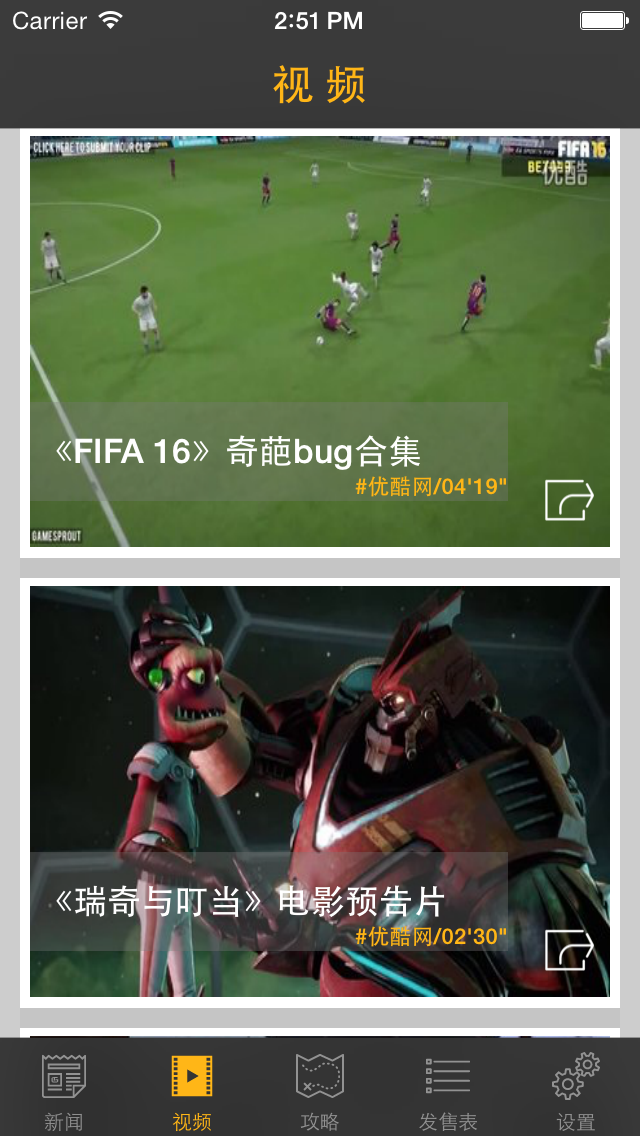 Carrier 2:51 PM
视 频
CLICK HERE TO SUBMIT YOUR CLIP
FIFA 16
优酷
《FIFA 16》奇葩bug合集
#优酷网/04'19"
GAMESPROUT
《瑞奇与叮当》电影预告片
#优酷网/02'30"
新闻 视频 攻略 发售表 设置